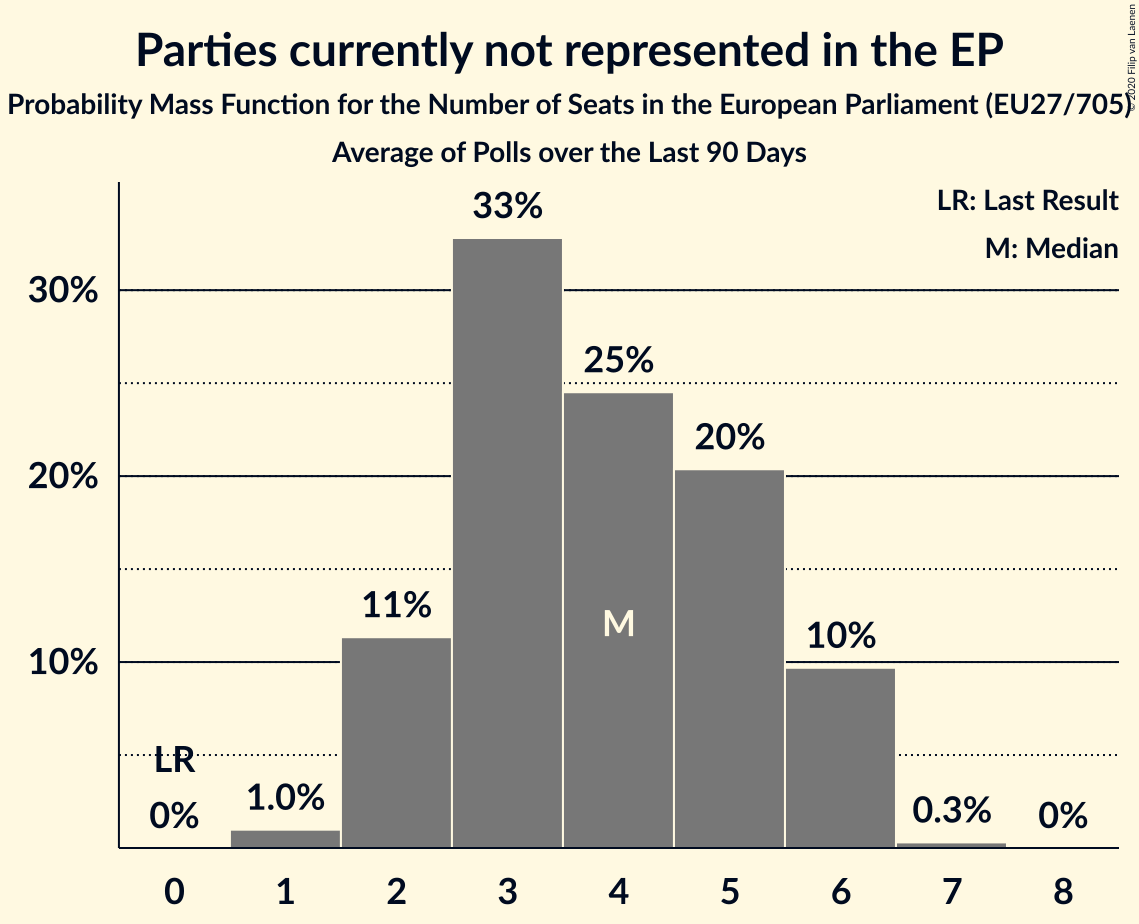 Parties currently not represented in the EP
Probability Mass Function for the Number of Seats in the European Parliament (EU27/705)
Average of Polls over the Last 90 Days
© 2020 Filip van Laenen
LR: Last Result
M: Median
30%
20%
10%
LR
0%
1.0%
11%
33%
25%
M
20%
10%
0.3%
0%
0 1 2 3 4 5 6 7 8